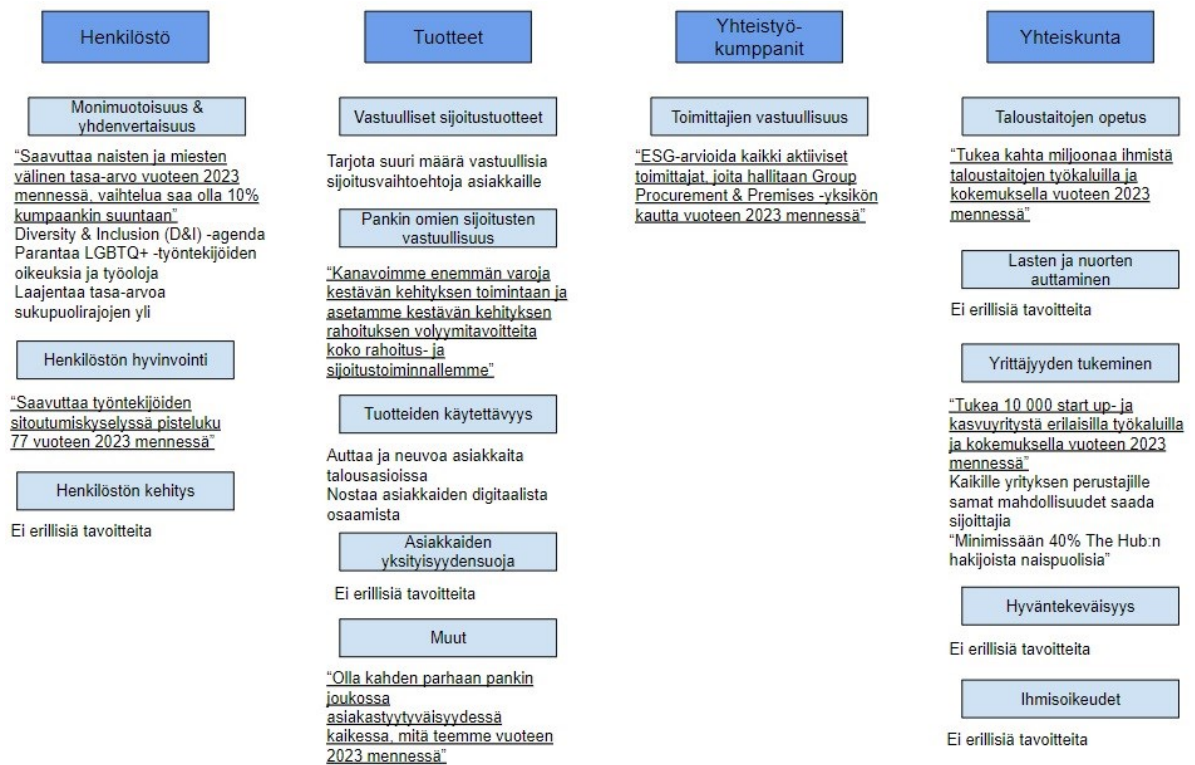 Henkilöstö
Monimuotoisuus &
yhdenvertaisuus
“Saavuttaa naisten ja miesten
välinen tasa-arvo vuoteen 2023
mennessä, vaihtelua saa olla 10%
kumpaankin suuntaan”
Diversity & Inclusion (D&I) -agenda
Parantaa LGBTQ+ -työntekijöiden
oikeuksia ja työoloja
Laajentaa tasa-arvoa
sukupuolirajojen yli
Henkilöstön hyvinvointi
“Saavuttaa työntekijöiden
sitoutumiskyselyssä pisteluku
77 vuoteen 2023 mennessä”
Henkilöstön kehitys
Ei erillisiä tavoitteita
Tuotteet
Vastuulliset sijoitustuotteet
Tarjota suuri määrä vastuullisia
sijoitusvaihtoehtoja asiakkaille
Pankin omien sijoitusten
vastuullisuus
“Kanavoimme enemmän varoja
kestävän kehityksen toimintaan ja
asetamme kestävän kehityksen
rahoituksen volyymitavoitteita
koko rahoitus- ja
sijoitustoiminnallemme”
Tuotteiden käytettävyys
Auttaa ja neuvoa asiakkaita
talousasioissa
Nostaa asiakkaiden digitaalista
osaamista
Asiakkaiden
yksityisyydensuoja
Ei erillisiä tavoitteita
Muut
“Olla kahden parhaan pankin
joukossa
asiakastyytyväisyydessä
kaikessa, mitä teemme vuoteen
2023 mennessä”
Yhteistyö-
kumppanit
Toimittajien vastuullisuus
“ESG-arvioida kaikki aktiiviset
toimittajat, joita hallitaan Group
Procurement & Premises -yksikön
kautta vuoteen 2023 mennessä”
Yhteiskunta
Taloustaitojen opetus
“Tukea kahta miljoonaa ihmistä
taloustaitojen työkaluilla ja
kokemuksella vuoteen 2023
mennessä”
Lasten ja nuorten
auttaminen
Ei erillisiä tavoitteita
Yrittäjyyden tukeminen
“Tukea 10 000 start up- ja
kasvuyritystä erilaisilla työkaluilla
ja kokemuksella vuoteen 2023
mennessä”
Kaikille yrityksen perustajille
samat mahdollisuudet saada
sijoittajia
“Minimissään 40% The Hub:n
hakijoista naispuolisia”
Hyväntekeväisyys
Ei erillisiä tavoitteita
Ihmisoikeudet
Ei erillisiä tavoitteita